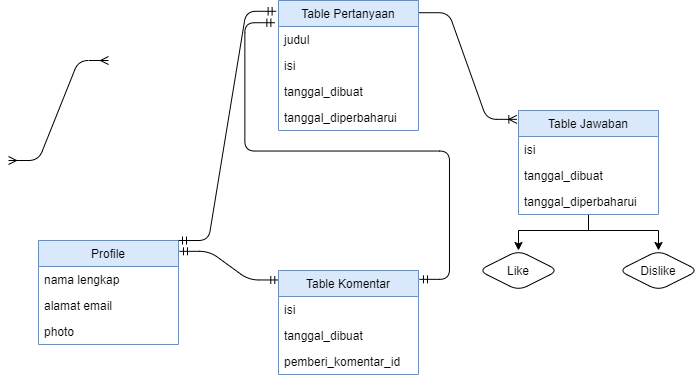 Table Pertanyaan
judul
isi
tanggal_dibuat
tanggal_diperbaharui
Table Jawaban
isi
tanggal_dibuat
tanggal_diperbaharui
Like
Dislike
Profile
nama lengkap
alamat email
photo
Table Komentar
isi
tanggal_dibuat
pemberi_komentar_id